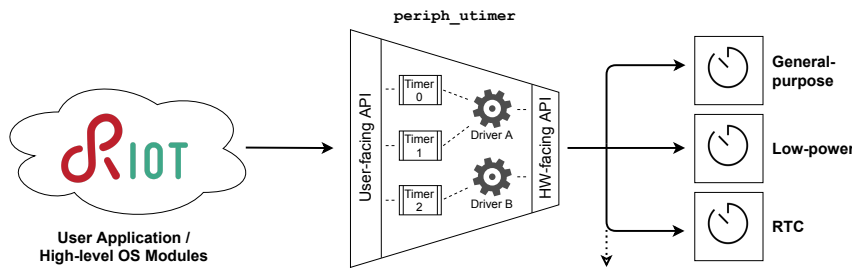 periph_utimer
RIOT
User Application /
High-level OS Modules
User-facing API
Timer
0
Timer
1
Timer
2
Driver A
Driver B
HW-facing API
General-
purpose
Low-power
RTC